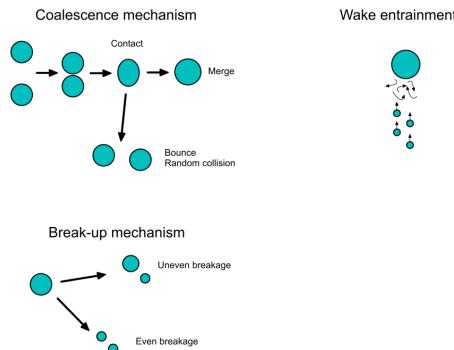 Coalescence mechanism
Wake entrainment
Contact
Merge
Bounce
Random collision
Break-up mechanism
Uneven breakage
Even breakage